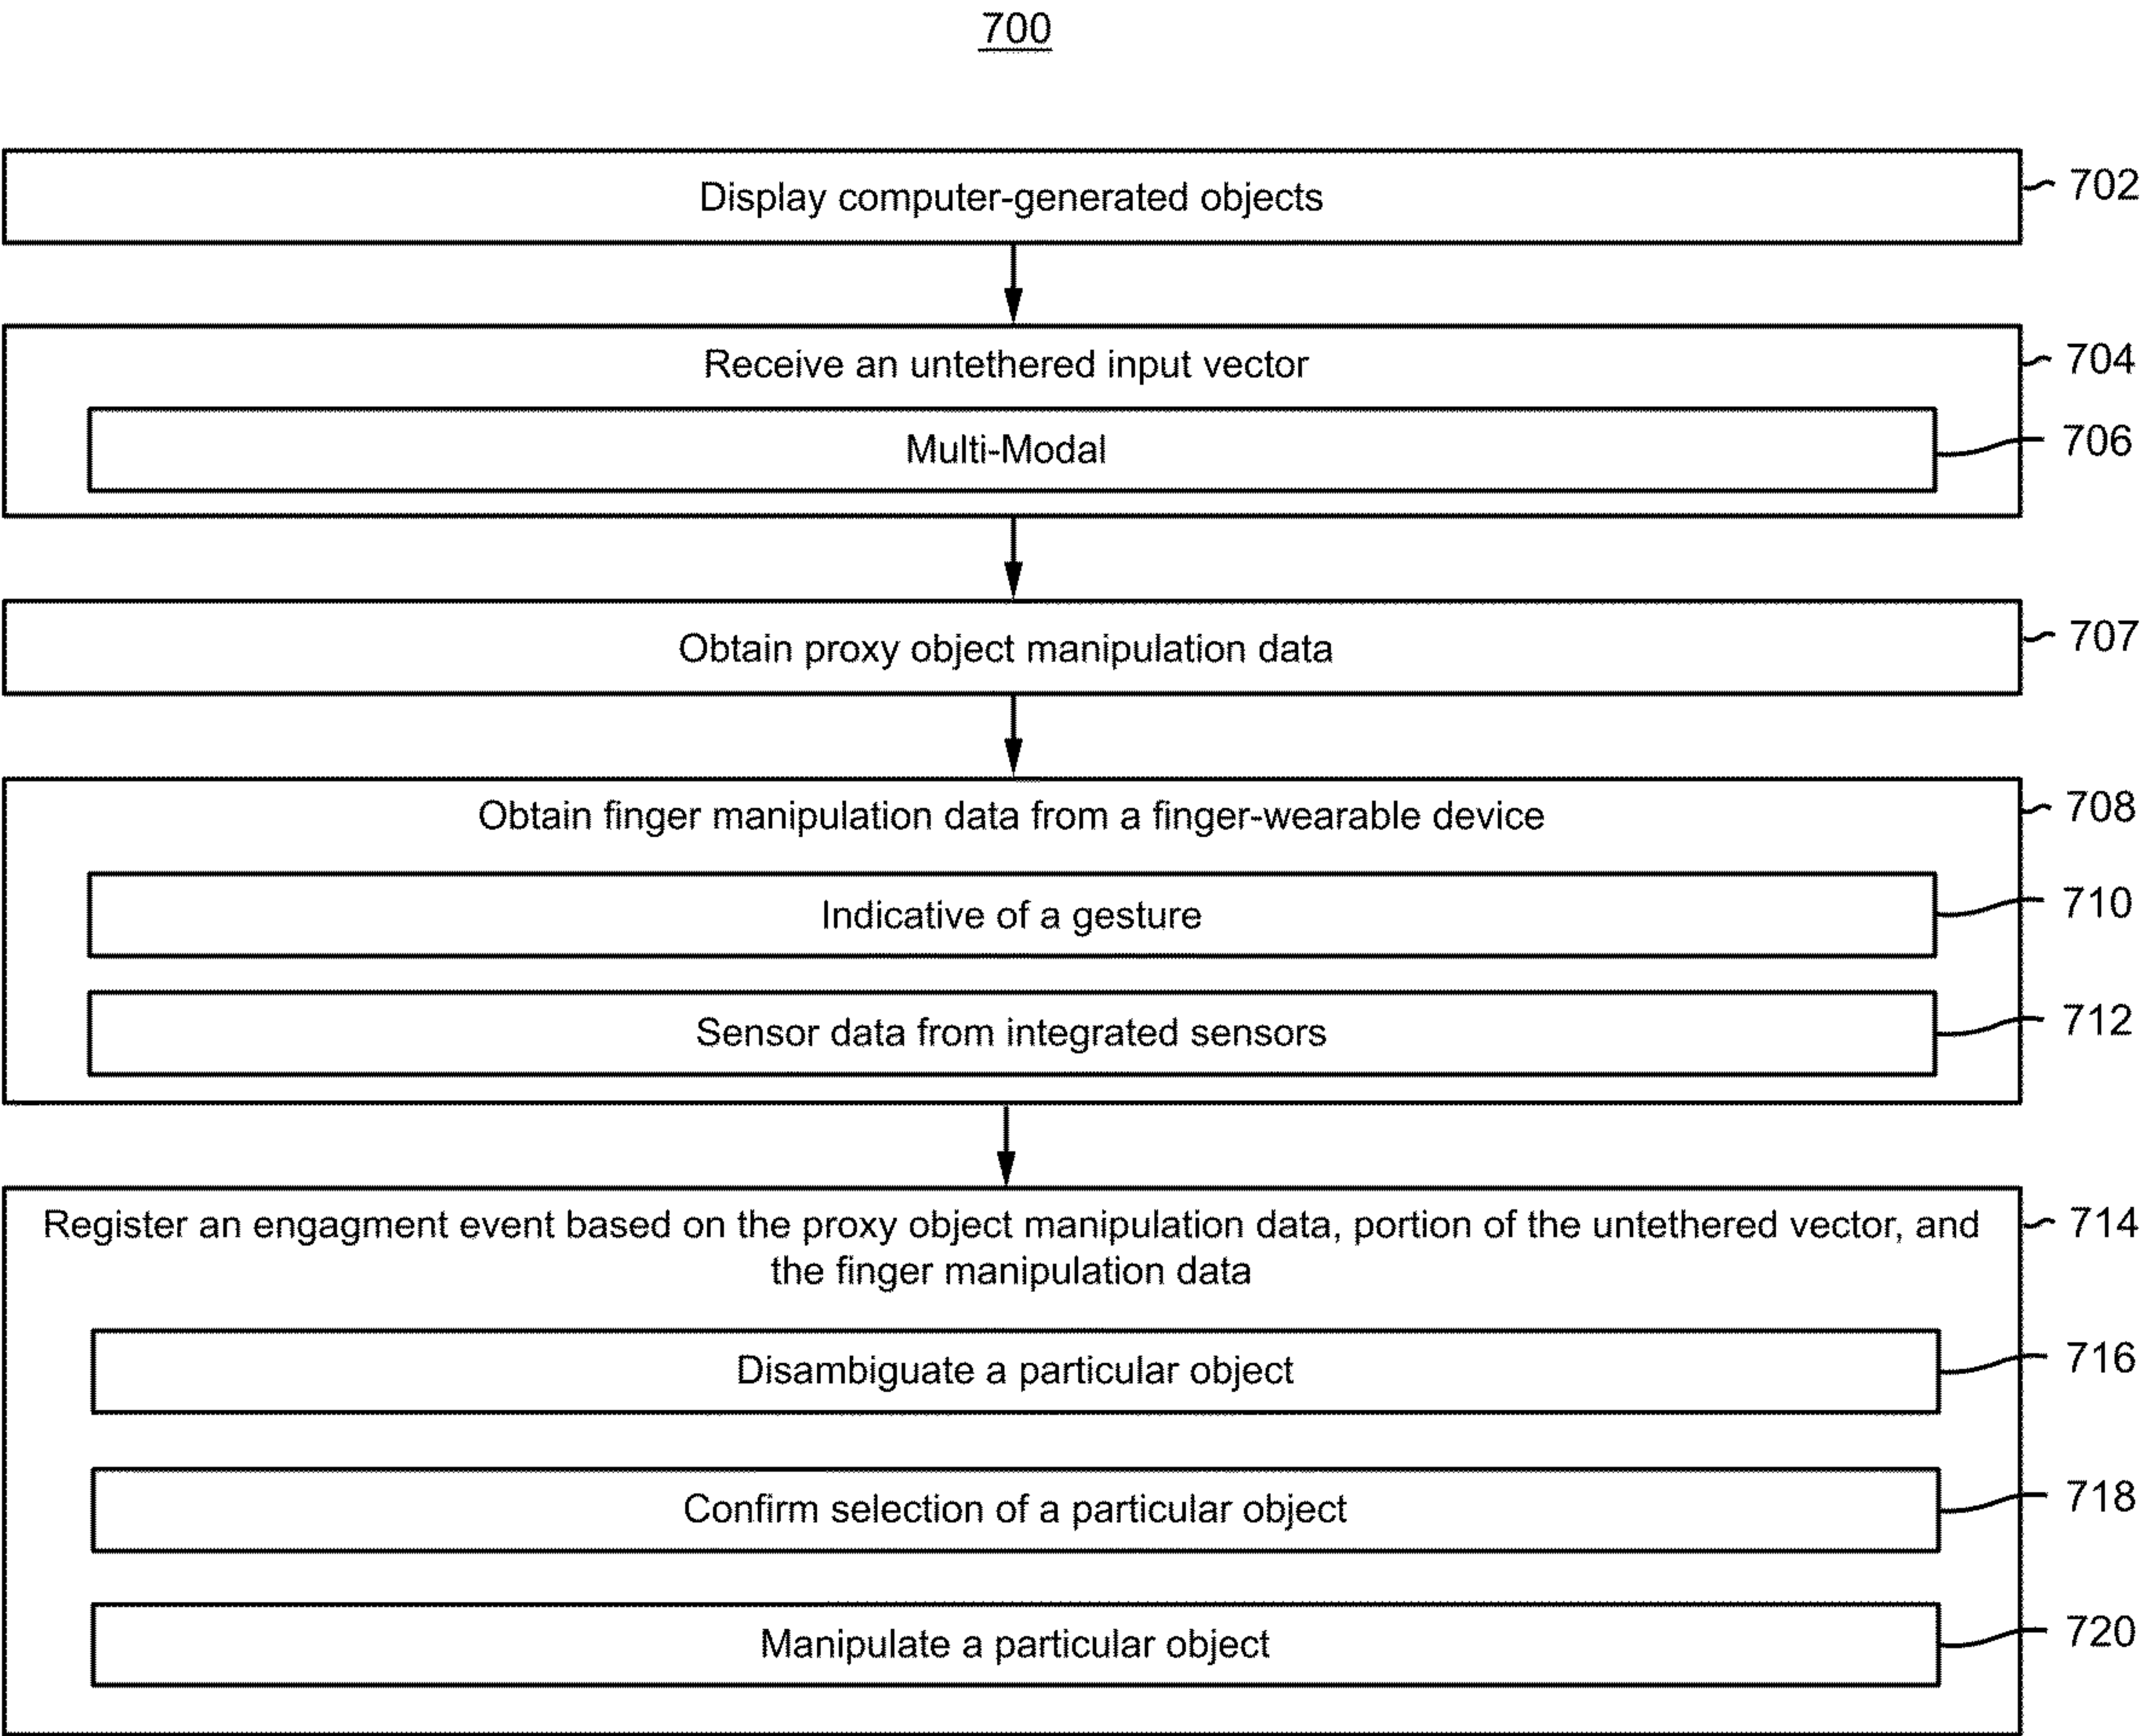 700
Display computer-generated objects
702
Receive an untethered input vector
704
Multi-Modal
706
Obtain proxy object manipulation data
707
Obtain finger manipulation data from a finger-wearable device
708
Indicative of a gesture
710
Sensor data from integrated sensors
712
Register an engagment event based on the proxy object manipulation data, portion of the untethered vector, and
the finger manipulation data
714
Disambiguate a particular object
716
Confirm selection of a particular object
718
Manipulate a particular object
720